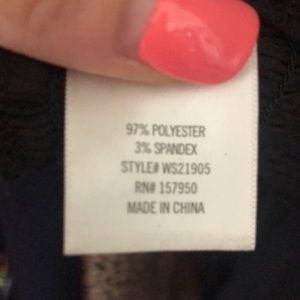 97% POLYESTER
3% SPANDEX
STYLE# WS21905
RN# 157950
MADE IN CHINA